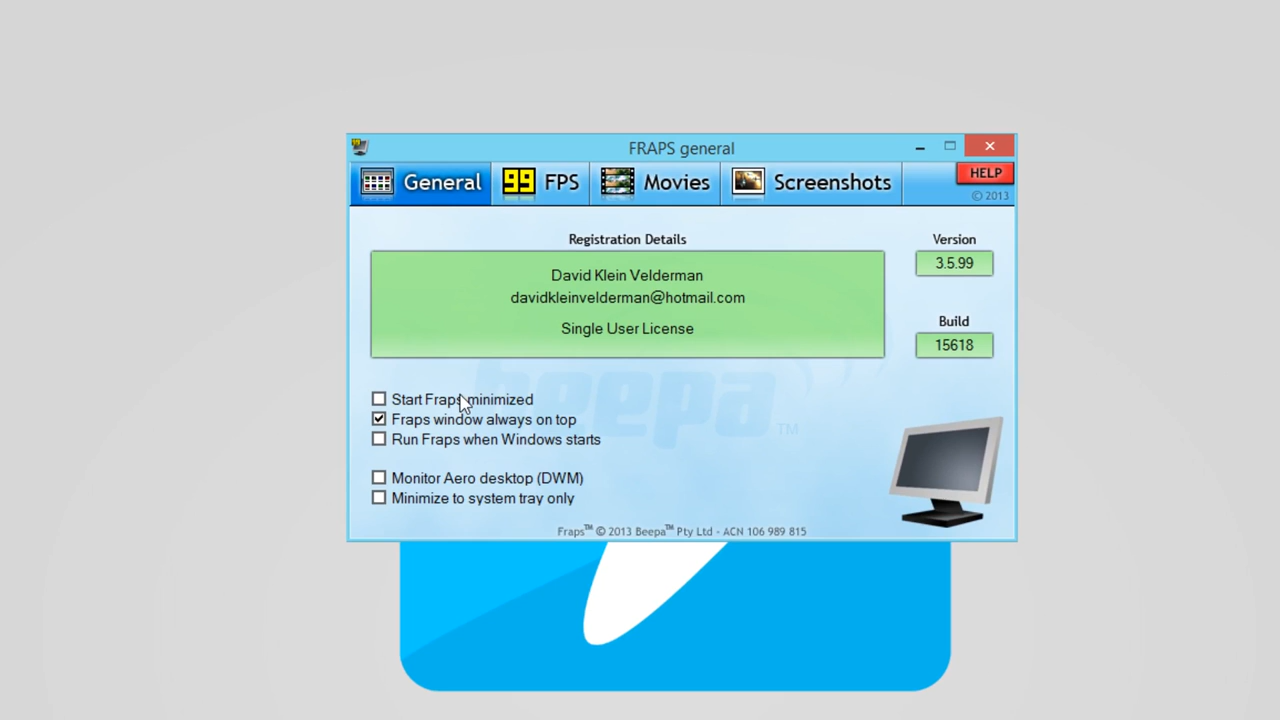 FRAPS general
General
99 FPS
Movies
Screenshots
HELP
© 2013
Registration Details
David Klein Velderman
davidkleinvelderman@hotmail.com
Single User License
Version
3.5.99
Build
15618
beepa™
Start Fraps minimized
Fraps window always on top
Run Fraps when Windows starts
Monitor Aero desktop (DWM)
Minimize to system tray only
Fraps™ © 2013 Beepa™ Pty Ltd - ACN 106 989 815